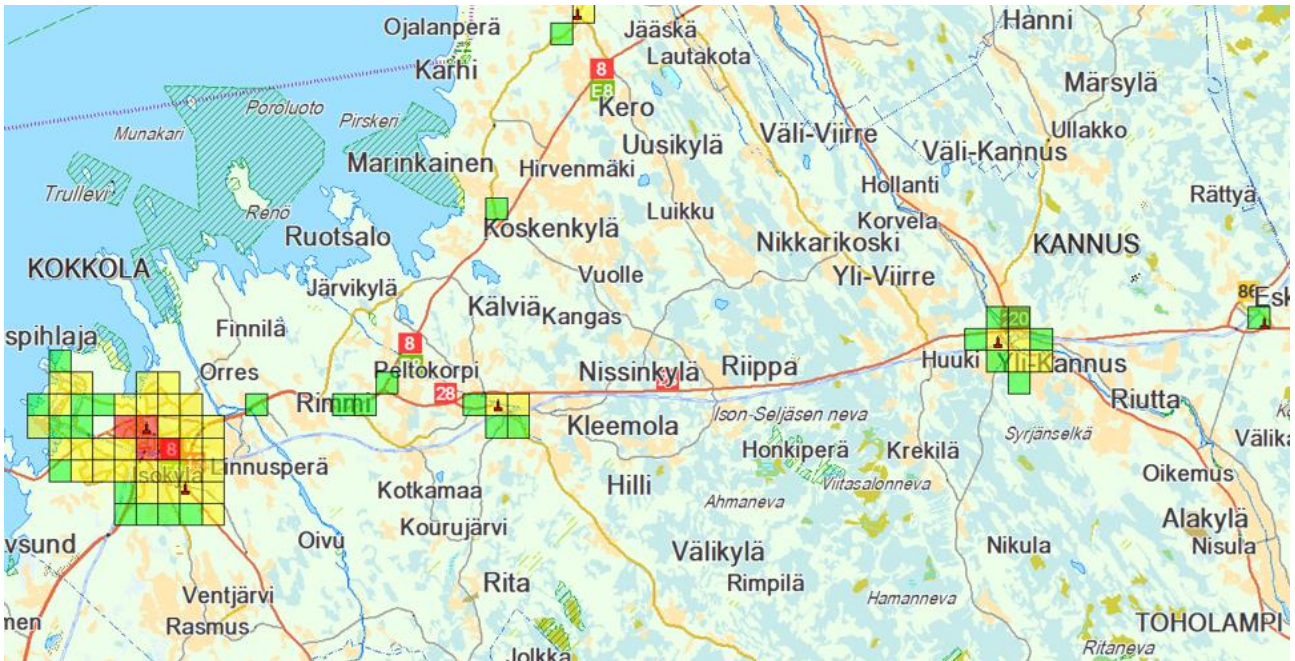 Hanni
Ojalanperä
Jääskä
Lautakota
Karhi
8
E8
Märsylä
Kero
Poroluoto
Pirskeri
Munakari
Väli-Viirre
Ullakko
Uusikylä
Väli-Kannus
Marinkainen
Hirvenmäki
Hollanti
Trullevi
Rättyä
Renö
Luikku
Korvela
Koskenkylä
Ruotsalo
Nikkarikoski
KANNUS
KOKKOLA
Vuolle
Yli-Viirre
Järvikylä
86
Kälviä
Kangas
Finnilä
spihlaja
8
Huuki
Yli-Kannus
Orres
Peltokorpi
Nissinkylä
Riippa
28
Rimmi
Riutta
Ison-Seljäsen neva
Kleemola
Syrjänselkä
Välika
8
Honkiperä
Krekilä
Linnusperä
Isokylä
Oikemus
Kotkamaa
Hilli
Viitasalonneva
Ahmaneva
Alakylä
Kourujärvi
Oivu
Nikula
Nisula
vsund
Välikylä
Rita
Rimpilä
Ventjärvi
Hamanneva
men
Rasmus
TOHOLAMPI
Ritaneva
Jolkka